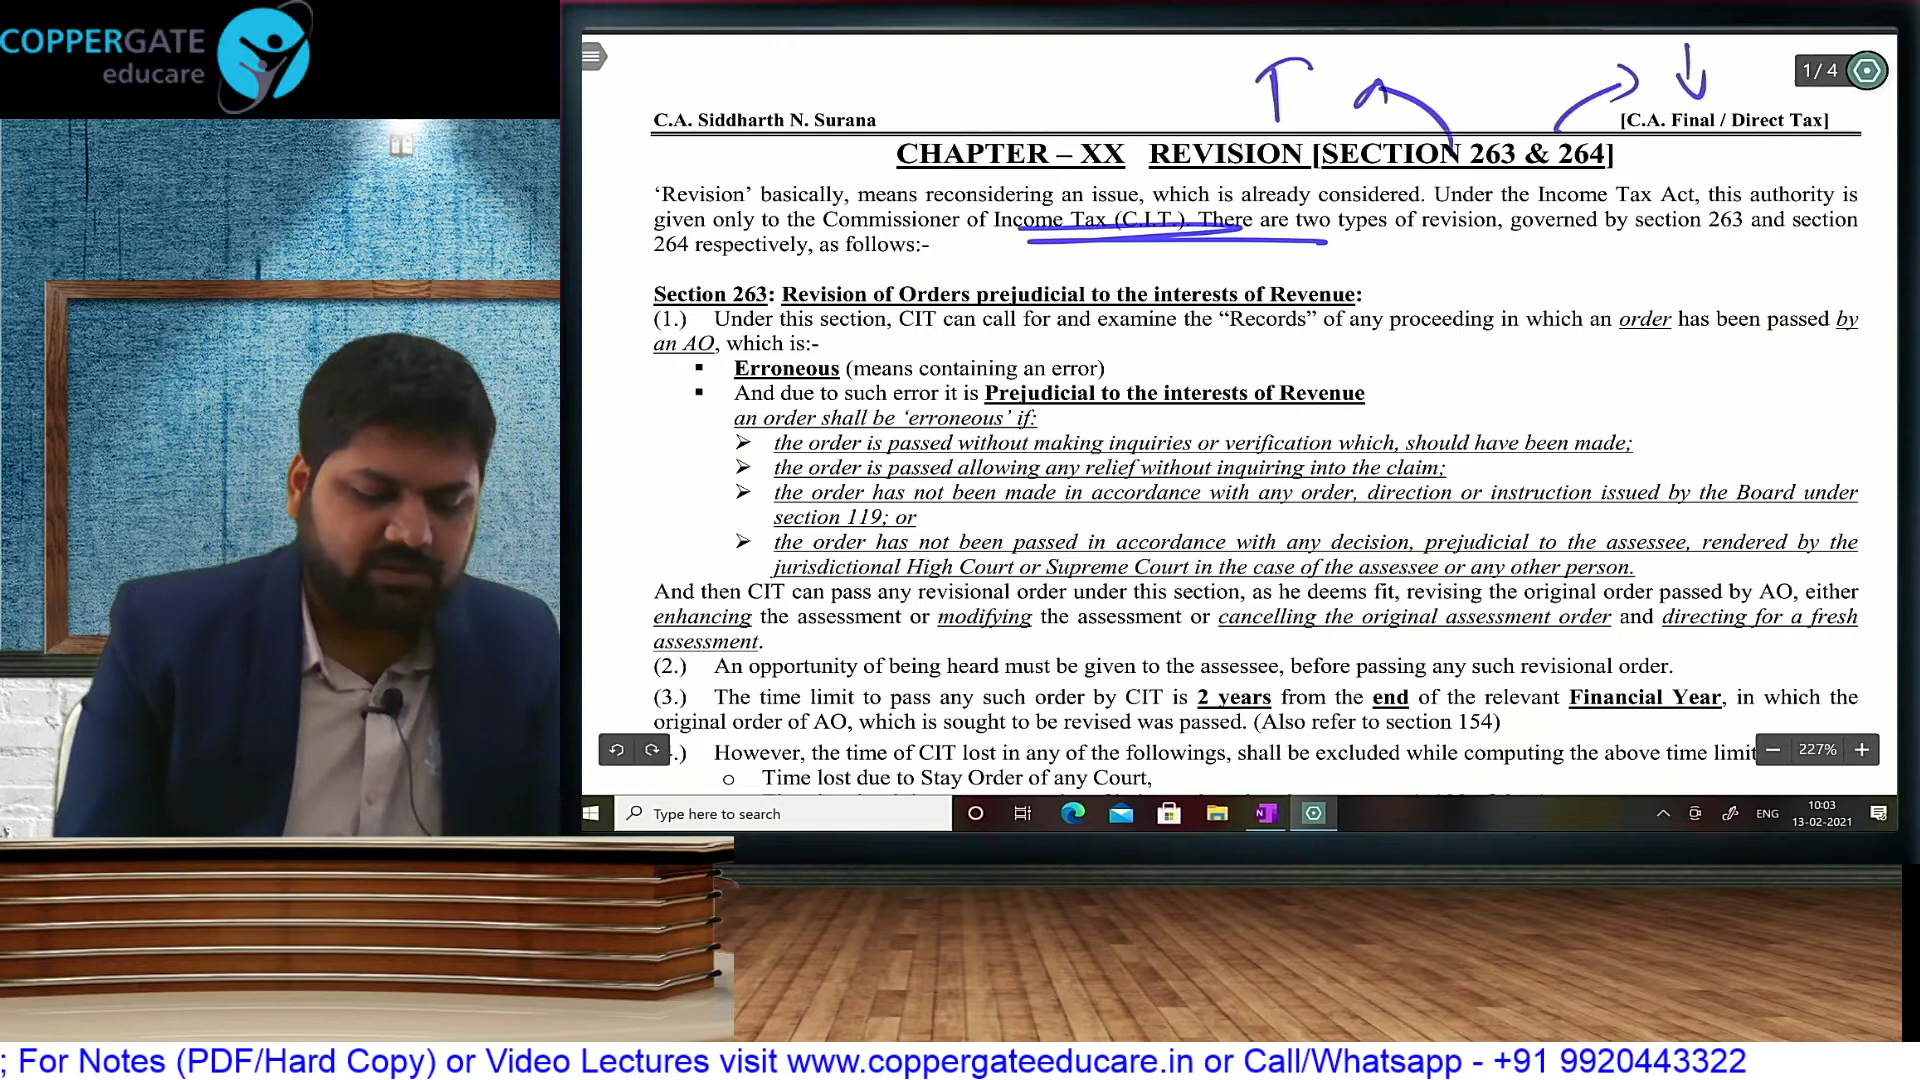 COPPERGATE
educare
1/4
C.A. Siddharth N. Surana [C.A. Final / Direct Tax]
CHAPTER – XX REVISION [SECTION 263 & 264]
‘Revision’ basically, means reconsidering an issue, which is already considered. Under the Income Tax Act, this authority is
given only to the Commissioner of Income Tax (C.I.T.). There are two types of revision, governed by section 263 and section
264 respectively, as follows:-
Section 263: Revision of Orders prejudicial to the interests of Revenue:
(1.) Under this section, CIT can call for and examine the “Records” of any proceeding in which an order has been passed by
an AO, which is:-
▪ Erroneous (means containing an error)
▪ And due to such error it is Prejudicial to the interests of Revenue
an order shall be ‘erroneous’ if:
➢ the order is passed without making inquiries or verification which, should have been made;
➢ the order is passed allowing any relief without inquiring into the claim;
➢ the order has not been made in accordance with any order, direction or instruction issued by the Board under
section 119; or
➢ the order has not been passed in accordance with any decision, prejudicial to the assessee, rendered by the
jurisdictional High Court or Supreme Court in the case of the assessee or any other person.
And then CIT can pass any revisional order under this section, as he deems fit, revising the original order passed by AO, either
enhancing the assessment or modifying the assessment or cancelling the original assessment order and directing for a fresh
assessment.
(2.) An opportunity of being heard must be given to the assessee, before passing any such revisional order.
(3.) The time limit to pass any such order by CIT is 2 years from the end of the relevant Financial Year, in which the
original order of AO, which is sought to be revised was passed. (Also refer to section 154)
.) However, the time of CIT lost in any of the followings, shall be excluded while computing the above time limit
o Time lost due to Stay Order of any Court,
227%
Type here to search
ENG
10:03
13-02-2021
; For Notes (PDF/Hard Copy) or Video Lectures visit www.coppergateeducare.in or Call/Whatsapp - +91 9920443322